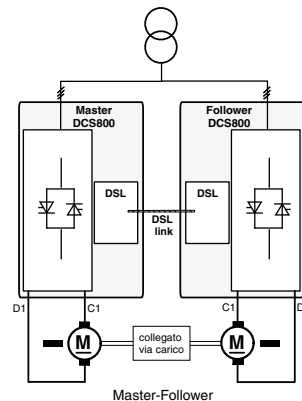 Master
DCS800
Follower
DCS800
DSL
DSL
DSL
link
D1
C1
C1
D
M
collegato
via carico
M
Master-Follower